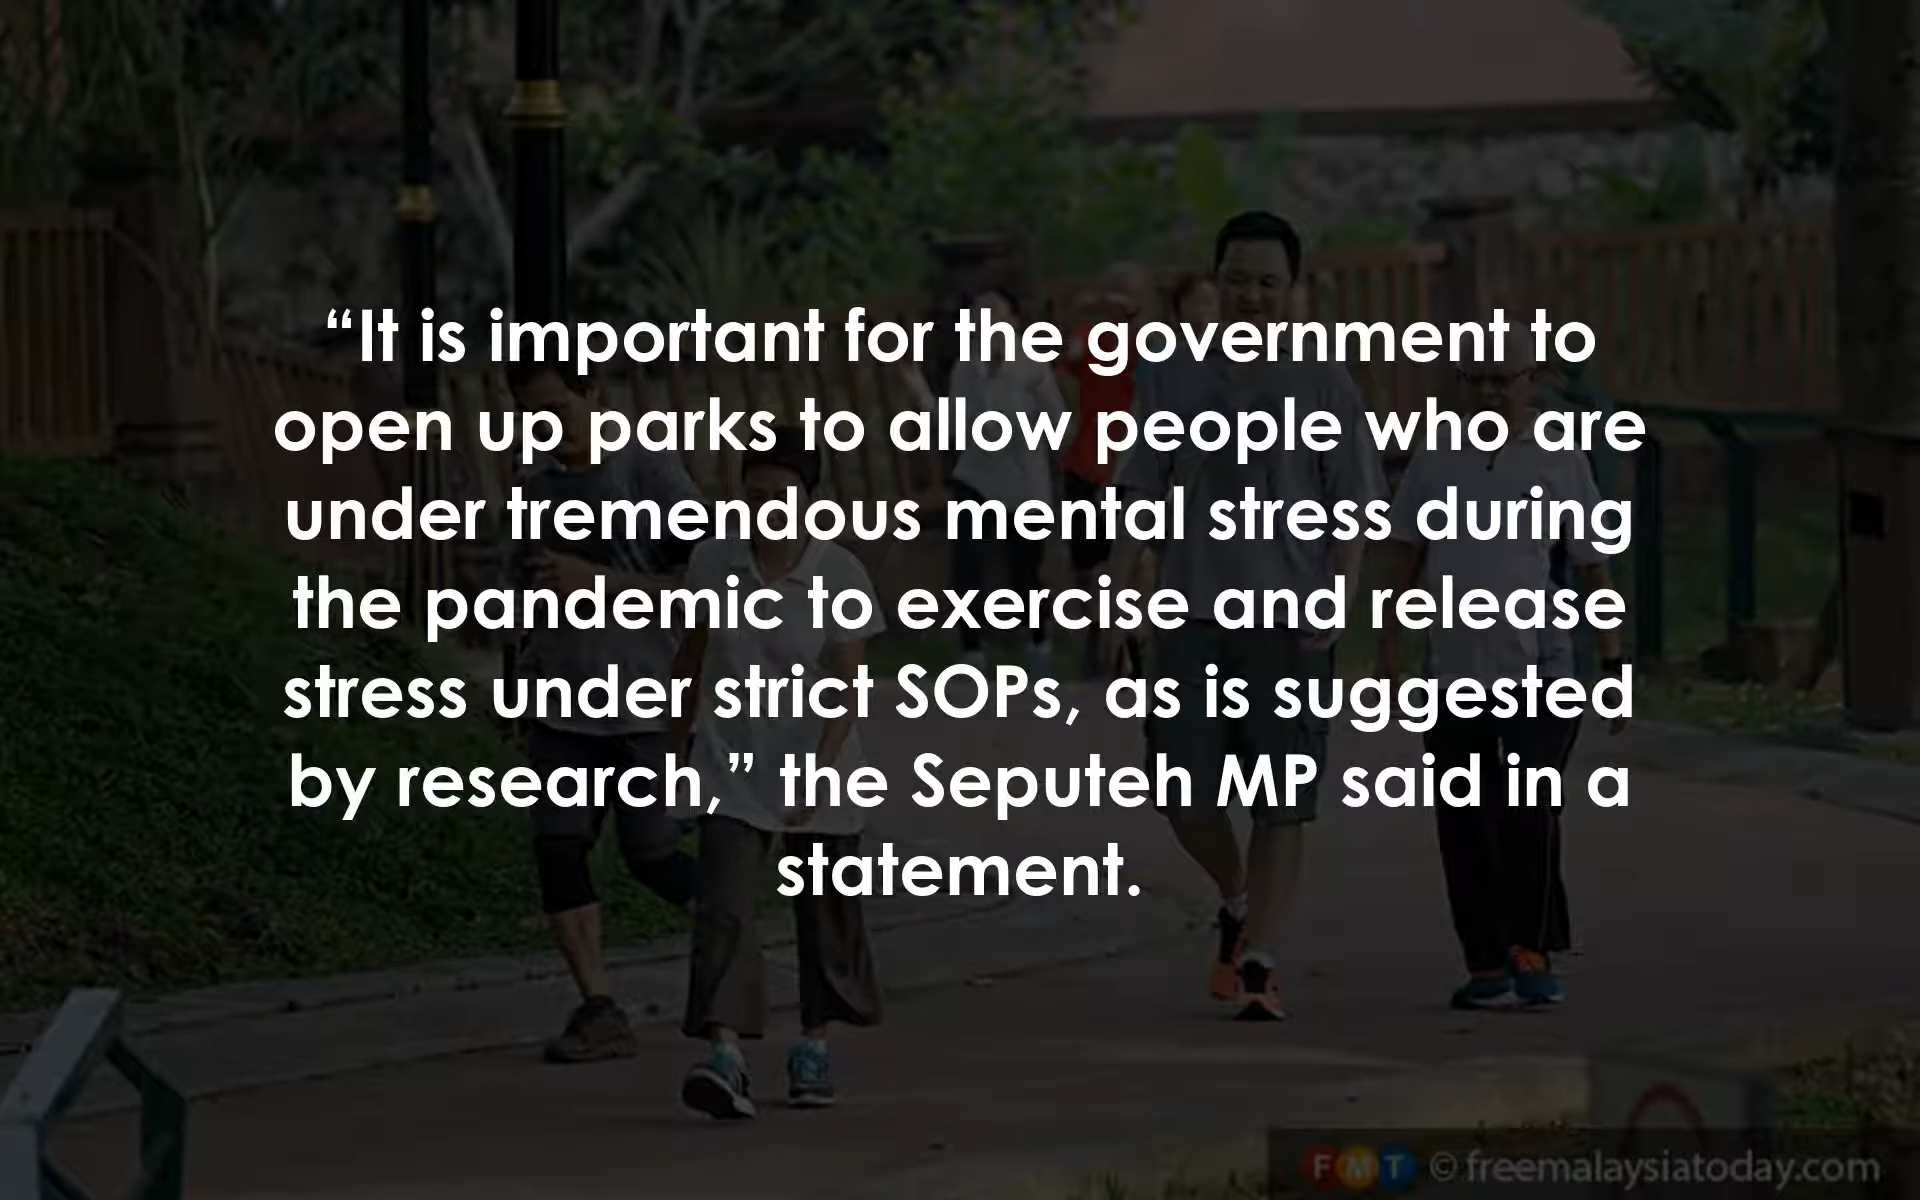 “It is important for the government to
open up parks to allow people who are
under tremendous mental stress during
the pandemic to exercise and release
stress under strict SOPs, as is suggested
by research,” the Seputeh MP said in a
statement.
FMT © freemalaysiatoday.com